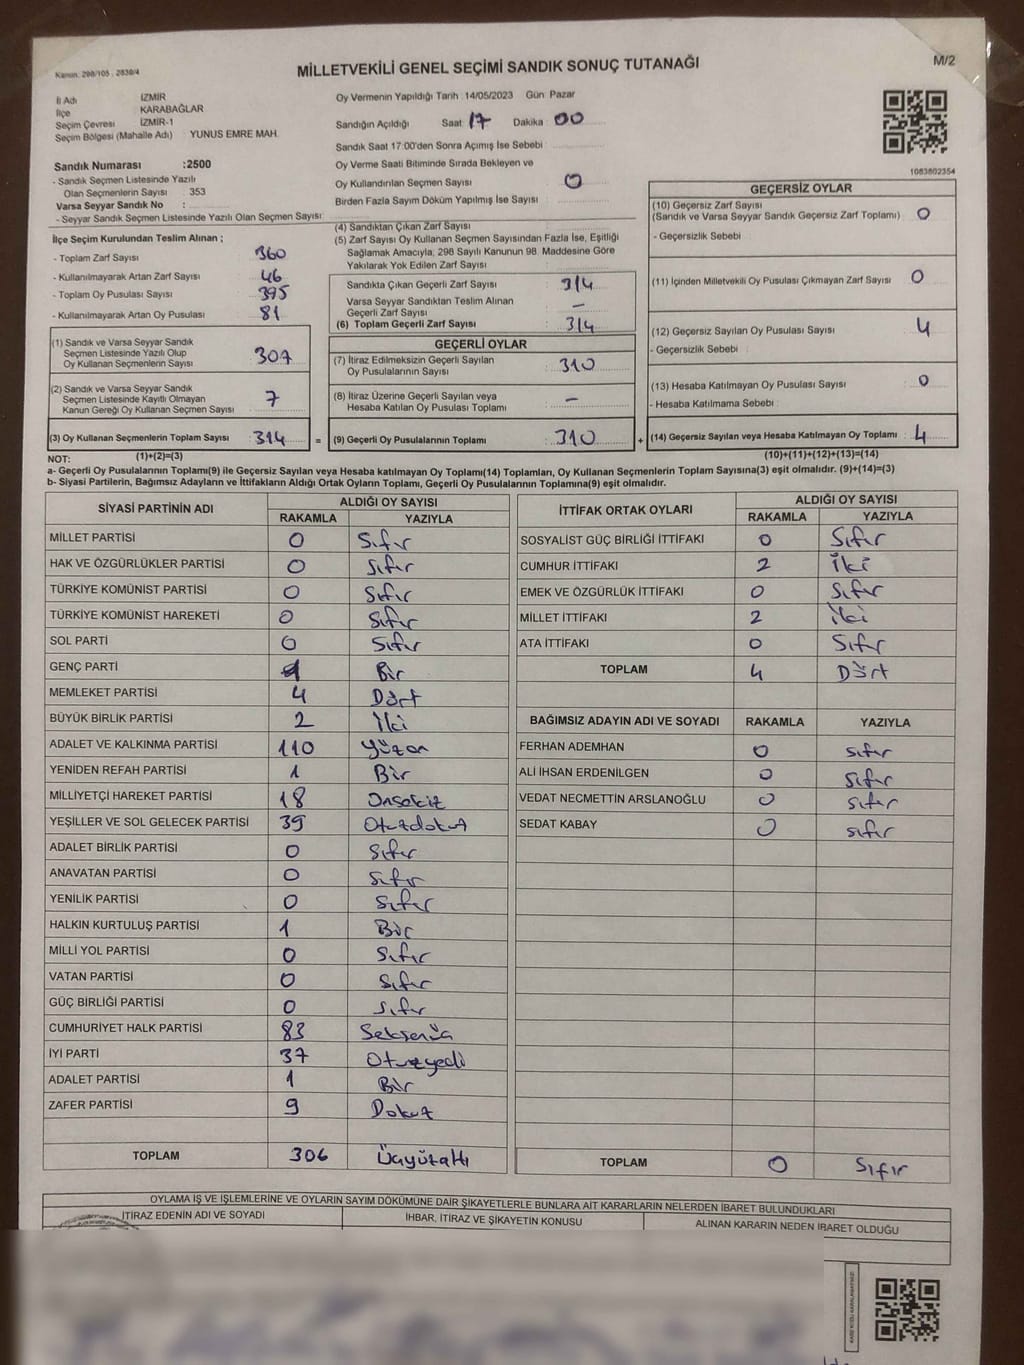 Kanun: 298/105 , 2839/4
MİLLETVEKİLİ GENEL SEÇİMİ SANDIK SONUÇ TUTANAĞI
M/2
İl Adı İZMİR
İlçe KARABAĞLAR
Seçim Çevresi İZMİR-1
Seçim Bölgesi (Mahalle Adı) : YUNUS EMRE MAH.
Sandık Numarası :2500
- Sandık Seçmen Listesinde Yazılı
Olan Seçmenlerin Sayısı : 353
Varsa Seyyar Sandık No :
- Seyyar Sandık Seçmen Listesinde Yazılı Olan Seçmen Sayısı:
Oy Vermenin Yapıldığı Tarih :14/05/2023 Gün Pazar
Sandığın Açıldığı Saat : 17 Dakika : 00
Sandık Saat 17:00'den Sonra Açımış İse Sebebi :
Oy Verme Saati Bitiminde Sırada Bekleyen ve
Oy Kullandırılan Seçmen Sayısı : 0
Birden Fazla Sayım Döküm Yapılmış İse Sayısı :
1083802354
İlçe Seçim Kurulundan Teslim Alınan ;
- Toplam Zarf Sayısı : 360
- Kullanılmayarak Artan Zarf Sayısı : 46
- Toplam Oy Pusulası Sayısı : 395
- Kullanılmayarak Artan Oy Pusulası : 81
(1) Sandık ve Varsa Seyyar Sandık
Seçmen Listesinde Yazılı Olup
Oy Kullanan Seçmenlerin Sayısı : 307
(2) Sandık ve Varsa Seyyar Sandık
Seçmen Listesinde Kayıtlı Olmayan
Kanun Gereği Oy Kullanan Seçmen Sayısı : 7
(3) Oy Kullanan Seçmenlerin Toplam Sayısı : 314
(1)+(2)=(3)
(4) Sandıktan Çıkan Zarf Sayısı :
(5) Zarf Sayısı Oy Kullanan Seçmen Sayısından Fazla İse, Eşitliği
Sağlamak Amacıyla, 298 Sayılı Kanunun 98. Maddesine Göre
Yakılarak Yok Edilen Zarf Sayısı :
Sandıkta Çıkan Geçerli Zarf Sayısı : 314
Varsa Seyyar Sandıktan Teslim Alınan
Geçerli Zarf Sayısı : -
(6) Toplam Geçerli Zarf Sayısı : 314
GEÇERLİ OYLAR
(7) İtiraz Edilmeksizin Geçerli Sayılan
Oy Pusulalarının Sayısı : 310
(8) İtiraz Üzerine Geçerli Sayılan veya
Hesaba Katılan Oy Pusulası Toplamı : -
= (9) Geçerli Oy Pusulalarının Toplamı : 310
GEÇERSİZ OYLAR
(10) Geçersiz Zarf Sayısı
(Sandık ve Varsa Seyyar Sandık Geçersiz Zarf Toplamı) : 0
- Geçersizlik Sebebi :
(11) İçinden Milletvekili Oy Pusulası Çıkmayan Zarf Sayısı : 0
(12) Geçersiz Sayılan Oy Pusulası Sayısı : 4
- Geçersizlik Sebebi :
(13) Hesaba Katılmayan Oy Pusulası Sayısı : 0
- Hesaba Katılmama Sebebi :
+ (14) Geçersiz Sayılan veya Hesaba Katılmayan Oy Toplamı : 4
(10)+(11)+(12)+(13)=(14)
NOT:
a- Geçerli Oy Pusulalarının Toplamı(9) ile Geçersiz Sayılan veya Hesaba katılmayan Oy Toplamı(14) Toplamları, Oy Kullanan Seçmenlerin Toplam Sayısına(3) eşit olmalıdır. (9)+(14)=(3)
b- Siyasi Partilerin, Bağımsız Adayların ve İttifakların Aldığı Ortak Oyların Toplamı, Geçerli Oy Pusulalarının Toplamına(9) eşit olmalıdır.
SİYASİ PARTİNİN ADI ALDIĞI OY SAYISI
RAKAMLA YAZIYLA
MİLLET PARTİSİ 0 Sıfır
HAK VE ÖZGÜRLÜKLER PARTİSİ 0 Sıfır
TÜRKİYE KOMÜNİST PARTİSİ 0 Sıfır
TÜRKİYE KOMÜNİST HAREKETİ 0 Sıfır
SOL PARTİ 0 Sıfır
GENÇ PARTİ 1 Bir
MEMLEKET PARTİSİ 4 Dört
BÜYÜK BİRLİK PARTİSİ 2 İki
ADALET VE KALKINMA PARTİSİ 110 Yüzon
YENİDEN REFAH PARTİSİ 1 Bir
MİLLİYETÇİ HAREKET PARTİSİ 18 Onsekiz
YEŞİLLER VE SOL GELECEK PARTİSİ 39 Otuzdokuz
ADALET BİRLİK PARTİSİ 0 Sıfır
ANAVATAN PARTİSİ 0 Sıfır
YENİLİK PARTİSİ 0 Sıfır
HALKIN KURTULUŞ PARTİSİ 1 Bir
MİLLİ YOL PARTİSİ 0 Sıfır
VATAN PARTİSİ 0 Sıfır
GÜÇ BİRLİĞİ PARTİSİ 0 Sıfır
CUMHURİYET HALK PARTİSİ 83 Seksenüç
İYİ PARTİ 37 Otuzyedi
ADALET PARTİSİ 1 Bir
ZAFER PARTİSİ 9 Dokuz
TOPLAM 306 Üçyüzaltı
İTTİFAK ORTAK OYLARI ALDIĞI OY SAYISI
RAKAMLA YAZIYLA
SOSYALİST GÜÇ BİRLİĞİ İTTİFAKI 0 Sıfır
CUMHUR İTTİFAKI 2 İki
EMEK VE ÖZGÜRLÜK İTTİFAKI 0 Sıfır
MİLLET İTTİFAKI 2 İki
ATA İTTİFAKI 0 Sıfır
TOPLAM 4 Dört
BAĞIMSIZ ADAYIN ADI VE SOYADI RAKAMLA YAZIYLA
FERHAN ADEMHAN 0 sıfır
ALİ İHSAN ERDENİLGEN 0 sıfır
VEDAT NECMETTİN ARSLANOĞLU 0 sıfır
SEDAT KABAY 0 sıfır
TOPLAM 0 Sıfır
OYLAMA İŞ VE İŞLEMLERİNE VE OYLARIN SAYIM DÖKÜMÜNE DAİR ŞİKAYETLERLE BUNLARA AİT KARARLARIN NELERDEN İBARET BULUNDUKLARI
İTİRAZ EDENİN ADI VE SOYADI İHBAR, İTİRAZ VE ŞİKAYETİN KONUSU ALINAN KARARIN NEDEN İBARET OLDUĞU